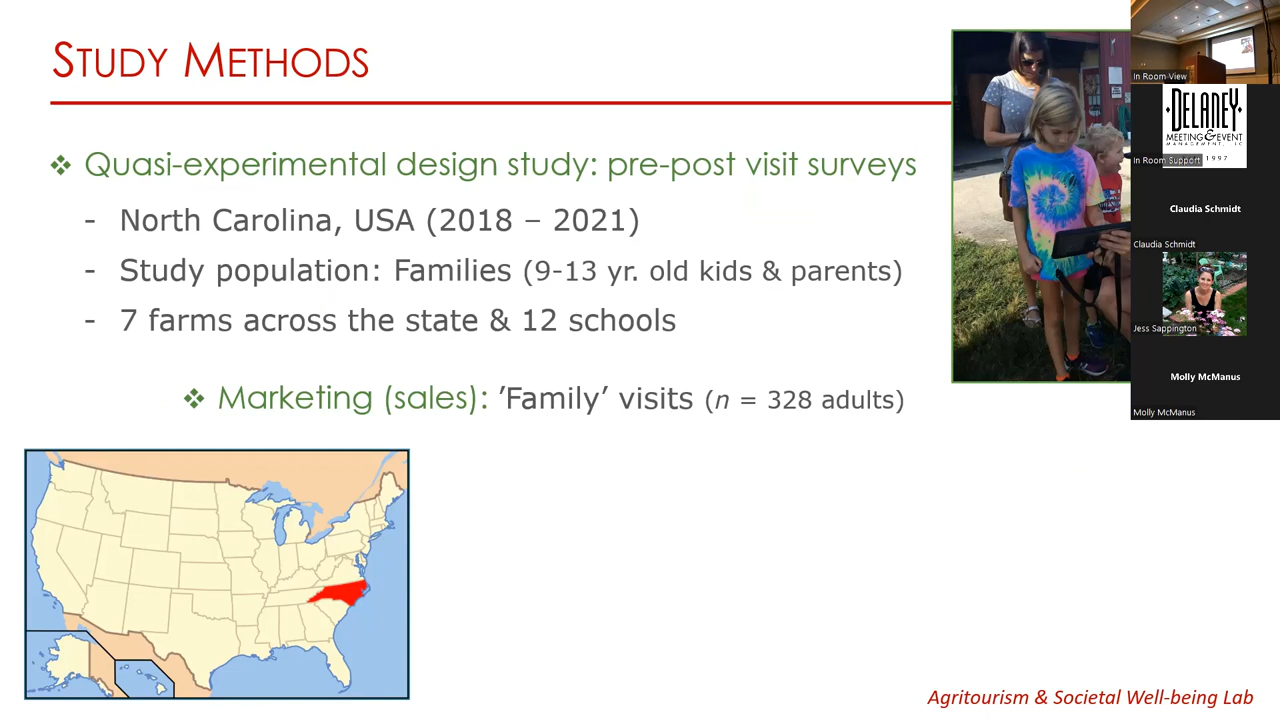 STUDY METHODS
❖ Quasi-experimental design study: pre-post visit surveys
- North Carolina, USA (2018 – 2021)
- Study population: Families (9-13 yr. old kids & parents)
- 7 farms across the state & 12 schools
❖ Marketing (sales): ’Family’ visits (n = 328 adults)
Agritourism & Societal Well-being Lab
In Room View
DELANEY
MEETING & EVENT
MANAGEMENT, LLC
In Room Support
1997
Claudia Schmidt
Claudia Schmidt
Jess Sappington
Molly McManus
Molly McManus